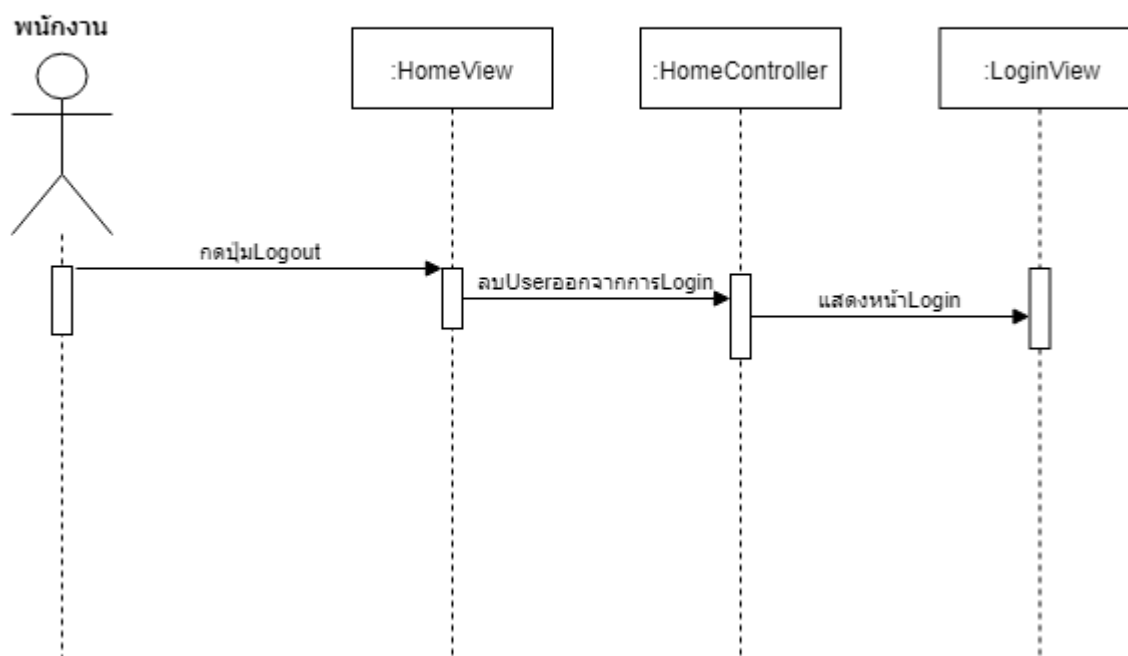 พนักงาน
:HomeView
:HomeController
:LoginView
กดปุ่มLogout
ลบUserออกจากการLogin
แสดงหน้าLogin